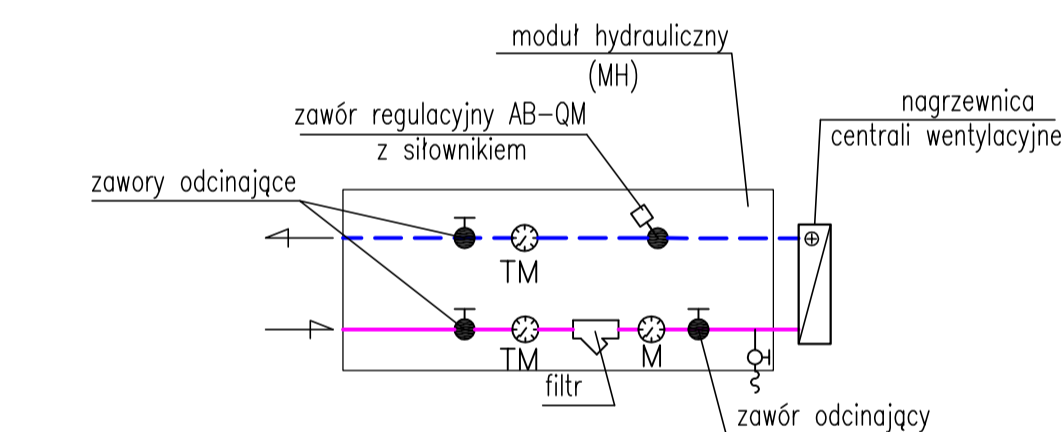 moduł hydrauliczny
(MH)
nagrzewnica
centrali wentylacyjne
zawór regulacyjny AB-QM
z siłownikiem
zawory odcinające
TM
TM
M
filtr
zawór odcinający